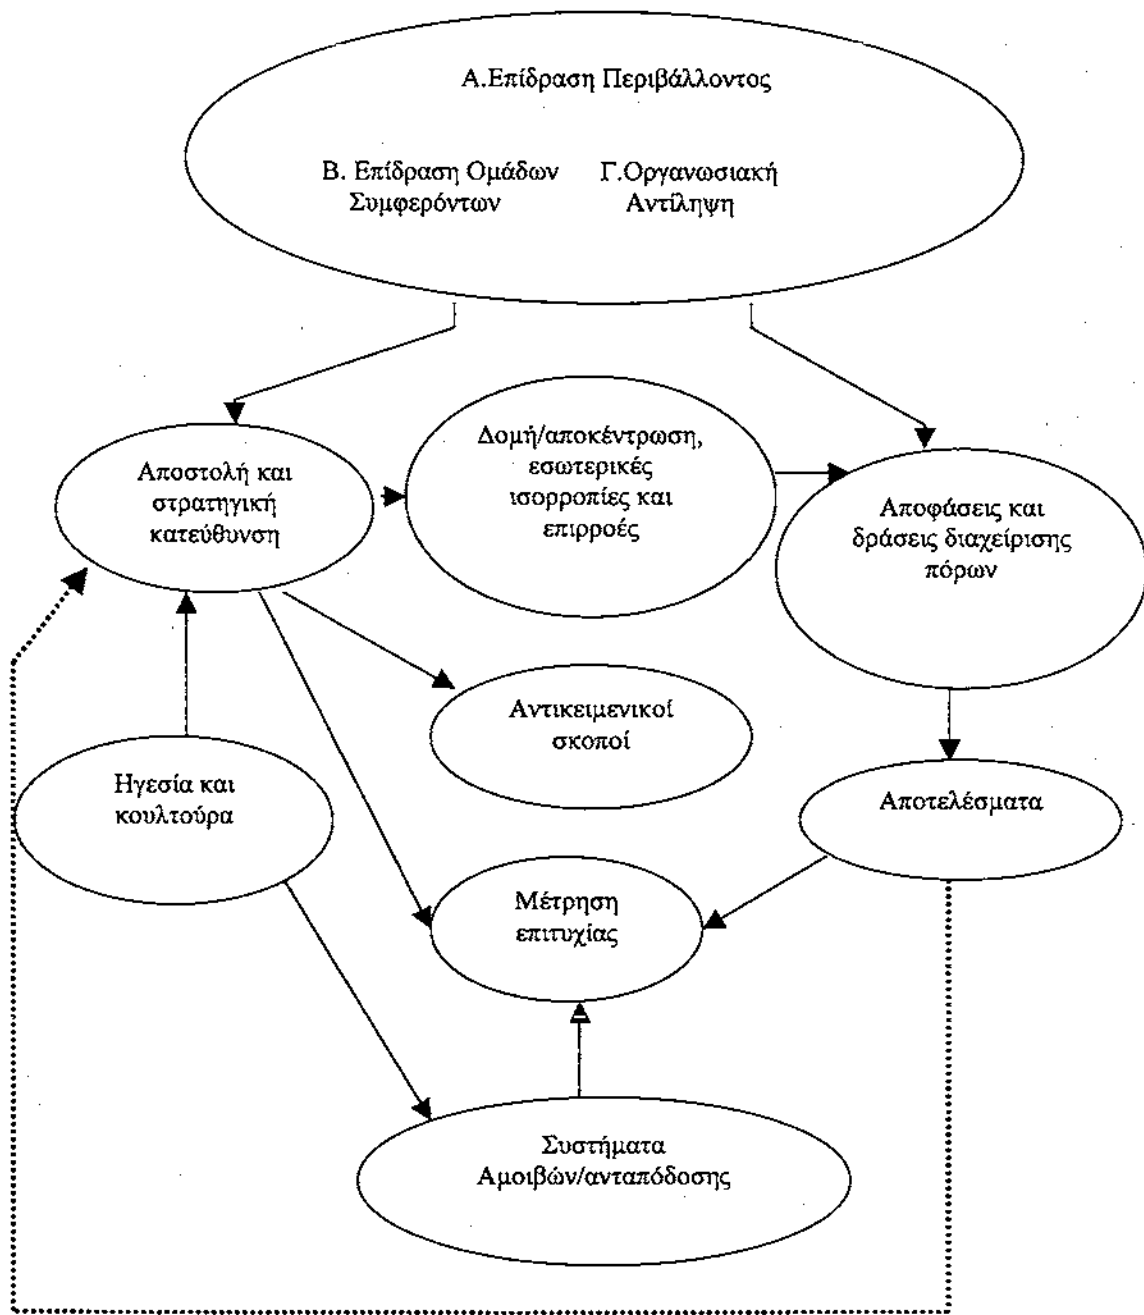 Α.Επίδραση Περιβάλλοντος
Β. Επίδραση Ομάδων Συμφερόντων
Γ.Οργανωσιακή Αντίληψη
Αποστολή και
στρατηγική
κατεύθυνση
Δομή/αποκέντρωση,
εσωτερικές
ισορροπίες και
επιρροές
Αποφάσεις και
δράσεις διαχείρισης
πόρων
Αντικειμενικοί
σκοποί
Ηγεσία και
κουλτούρα
Αποτελέσματα
Μέτρηση
επιτυχίας
Συστήματα
Αμοιβών/ανταπόδοσης